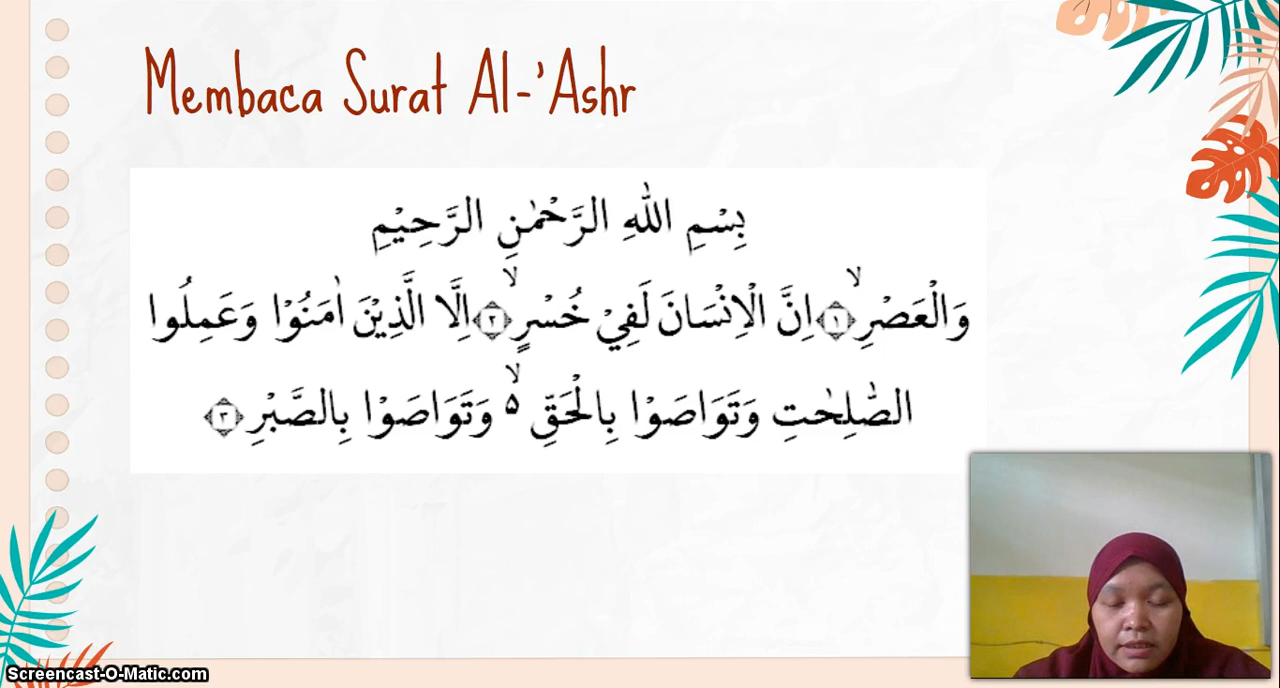 Membaca Surat Al-'Ashr
بِسْمِ اللّٰهِ الرَّحْمٰنِ الرَّحِيْمِ
وَالْعَصْرِۙ ١ اِنَّ الْاِنْسَانَ لَفِيْ خُسْرٍۙ ٢ اِلَّا الَّذِيْنَ اٰمَنُوْا وَعَمِلُوا
الصّٰلِحٰتِ وَتَوَاصَوْا بِالْحَقِّ ۙ۵ وَتَوَاصَوْا بِالصَّبْرِ ٣
Screencast-O-Matic.com